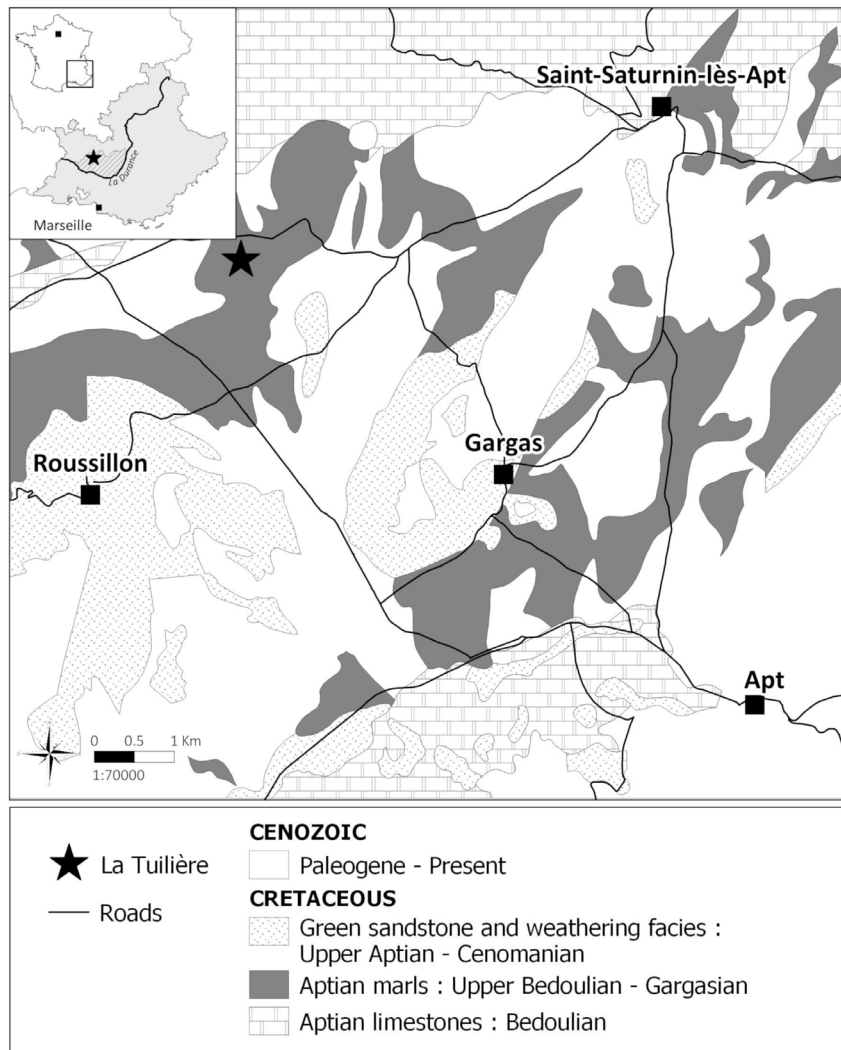 Saint-Saturnin-lès-Apt
La Durance
Marseille
Gargas
Roussillon
Apt
0 0.5 1 Km
1:70000
La Tuilière
Roads
CENOZOIC
Paleogene - Present
CRETACEOUS
Green sandstone and weathering facies :
Upper Aptian - Cenomanian
Aptian marls : Upper Bedoulian - Gargasian
Aptian limestones : Bedoulian